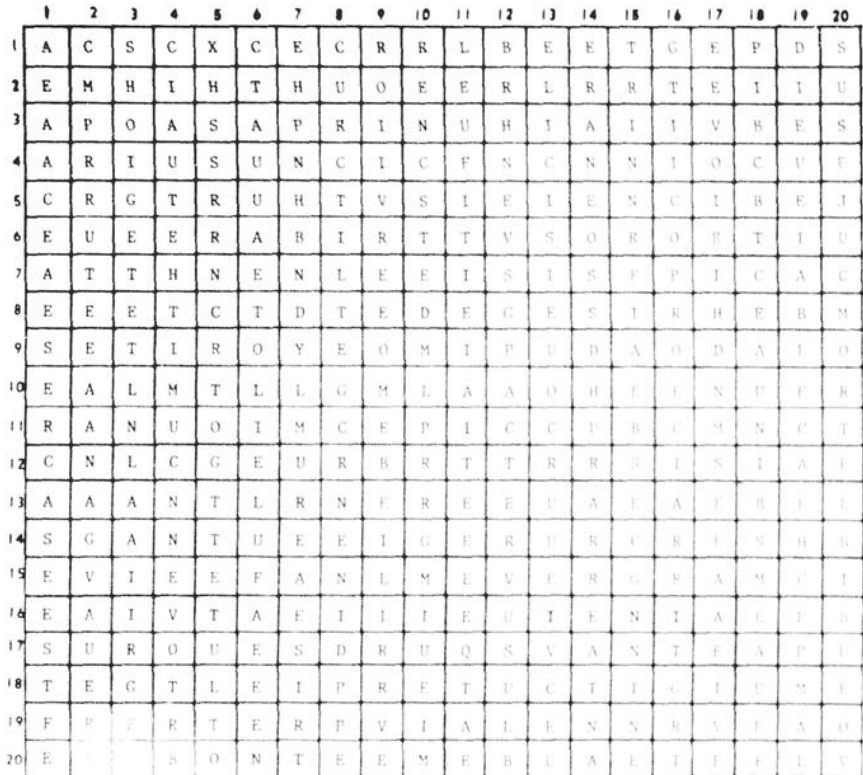 1 2 3 4 5 6 7 8 9 10 11 12 13 14 15 16 17 18 19 20
1 A C S C X C E C R R L B E E T G E P D S
2 E M H I H T H U O E E R L R R T E I I U
3 A P O A S A P R I N U H I A I I V B E S
4 A R I U S U N C I C F N C N N I O C U E
5 C R G T R U H T V S I E I E N C I B E J
6 E U E E R A B I R T T V S O R O R T I U
7 A T T H N E N L E E I S I S F P I C A G
8 E E E T C T D T E D E G E S I R H E B M
9 S E T I R O Y E O M I P U D A O D A L O
10 E A L M T L L G M L A A O H E E N U F R
11 R A N U O I M C E P I C C U B C M N C T
12 C N L C G E U R B R T T R R S I S I A E
13 A A A N T L R N E R E E U A E A E B E L
14 S G A N T U E E I G E R U R C R E S H B
15 E V I E E F A N L M E V E R G R A M C I
16 E A I V T A E I I I E U I E N I A E E B
17 S U R O U E S D R U Q S V A N T E A P U
18 T E G T L E I P R E T U C T I G I U M E
19 F R E R T E R P V I A L E N N R V E A O
20 E S O N T E E M E B U A E T E F E V